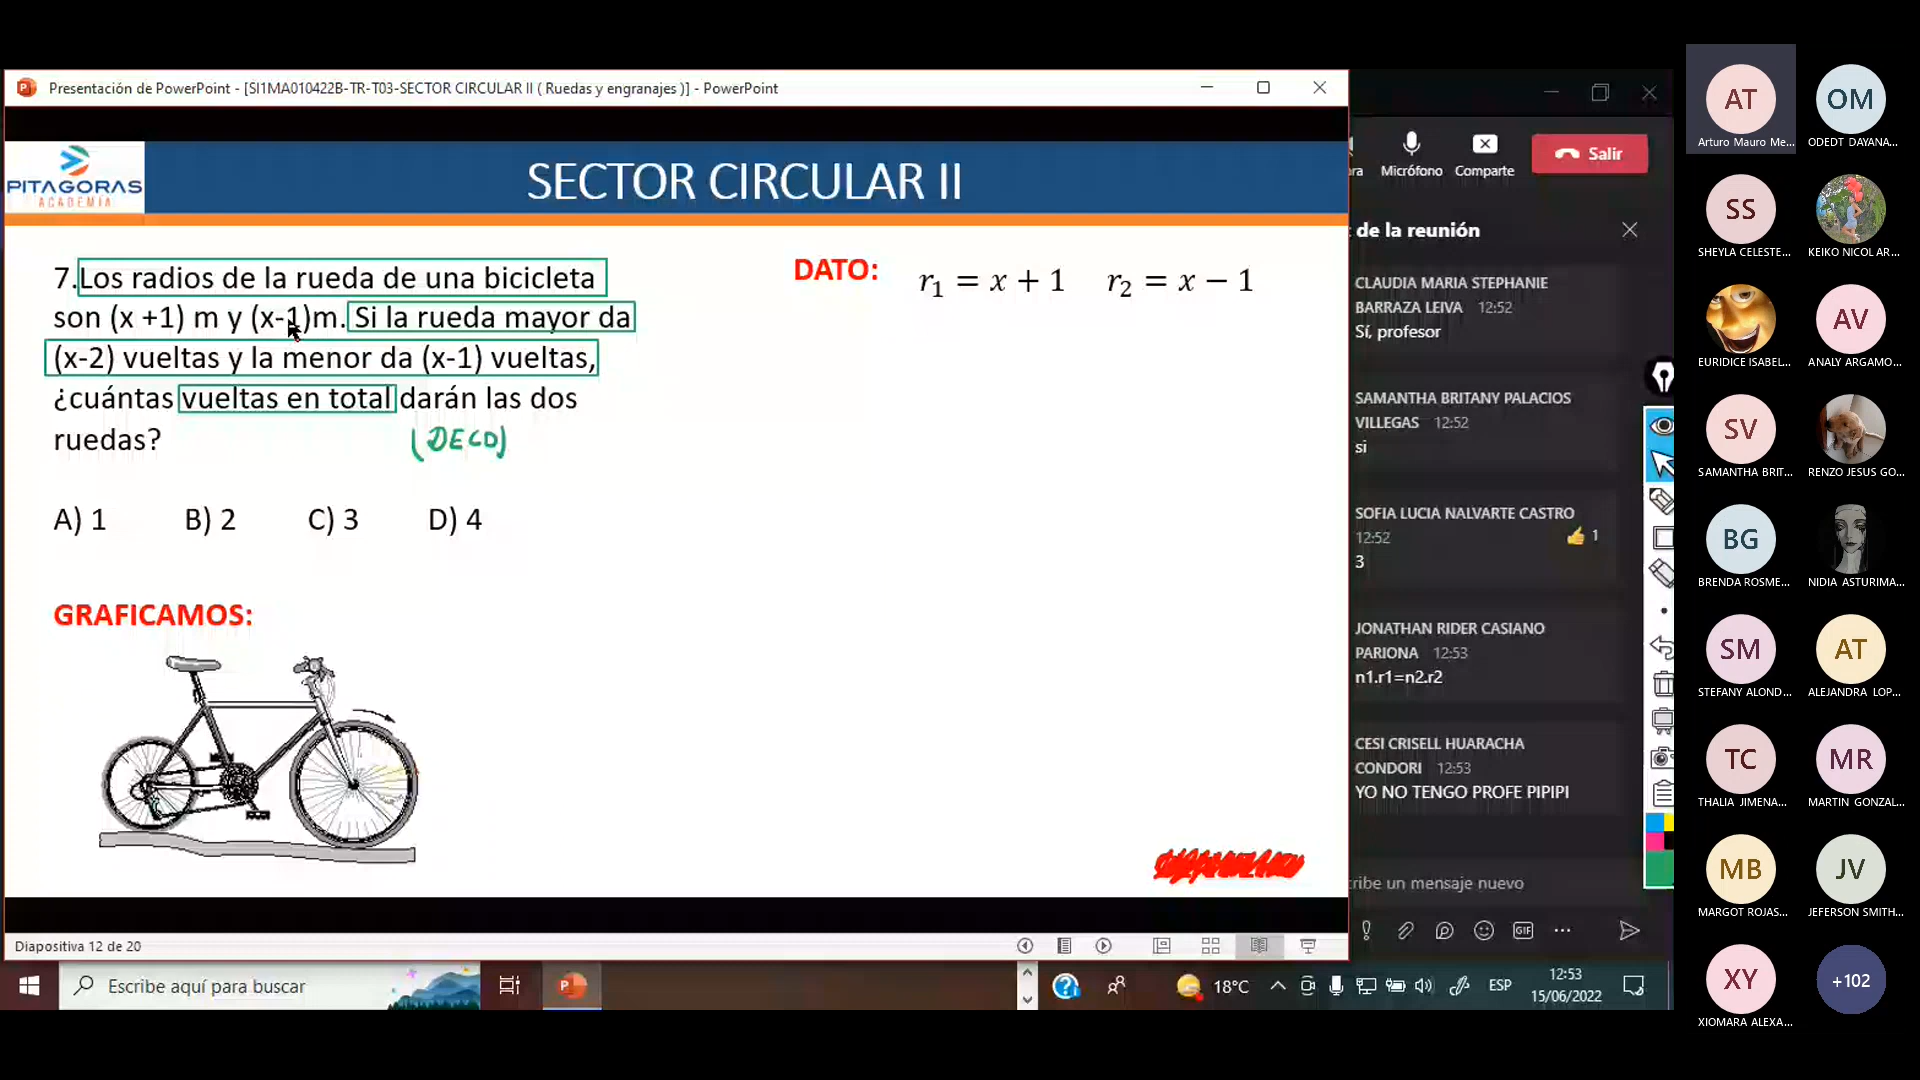 Presentación de PowerPoint - [SI1MA010422B-TR-T03-SECTOR CIRCULAR II ( Ruedas y engranajes )] - PowerPoint
PITAGORAS
ACADEMIA
SECTOR CIRCULAR II
7.Los radios de la rueda de una bicicleta
son (x +1) m y (x-1)m. Si la rueda mayor da
(x-2) vueltas y la menor da (x-1) vueltas,
¿cuántas vueltas en total darán las dos
ruedas?
(DECO)
A) 1 B) 2 C) 3 D) 4
DATO: r₁ = x + 1 r₂ = x − 1
GRAFICAMOS:
Diapositiva 12 de 20
Escribe aquí para buscar
18°C
ESP
12:53
15/06/2022
Micrófono
Comparte
Salir
de la reunión
CLAUDIA MARIA STEPHANIE
BARRAZA LEIVA 12:52
Sí, profesor
SAMANTHA BRITANY PALACIOS
VILLEGAS 12:52
si
SOFIA LUCIA NALVARTE CASTRO
12:52 1
3
JONATHAN RIDER CASIANO
PARIONA 12:53
n1.r1=n2.r2
CESI CRISELL HUARACHA
CONDORI 12:53
YO NO TENGO PROFE PIPIPI
ribe un mensaje nuevo
GIF
AT
Arturo Mauro Me...
OM
ODEDT DAYANA...
SS
SHEYLA CELESTE...
KEIKO NICOL AR...
EURIDICE ISABEL...
AV
ANALY ARGAMO...
SV
SAMANTHA BRIT...
RENZO JESUS GO...
BG
BRENDA ROSME...
NIDIA ASTURIMA...
SM
STEFANY ALOND...
AT
ALEJANDRA LOP...
TC
THALIA JIMENA...
MR
MARTIN GONZAL...
MB
MARGOT ROJAS...
JV
JEFERSON SMITH...
XY
XIOMARA ALEXA...
+102